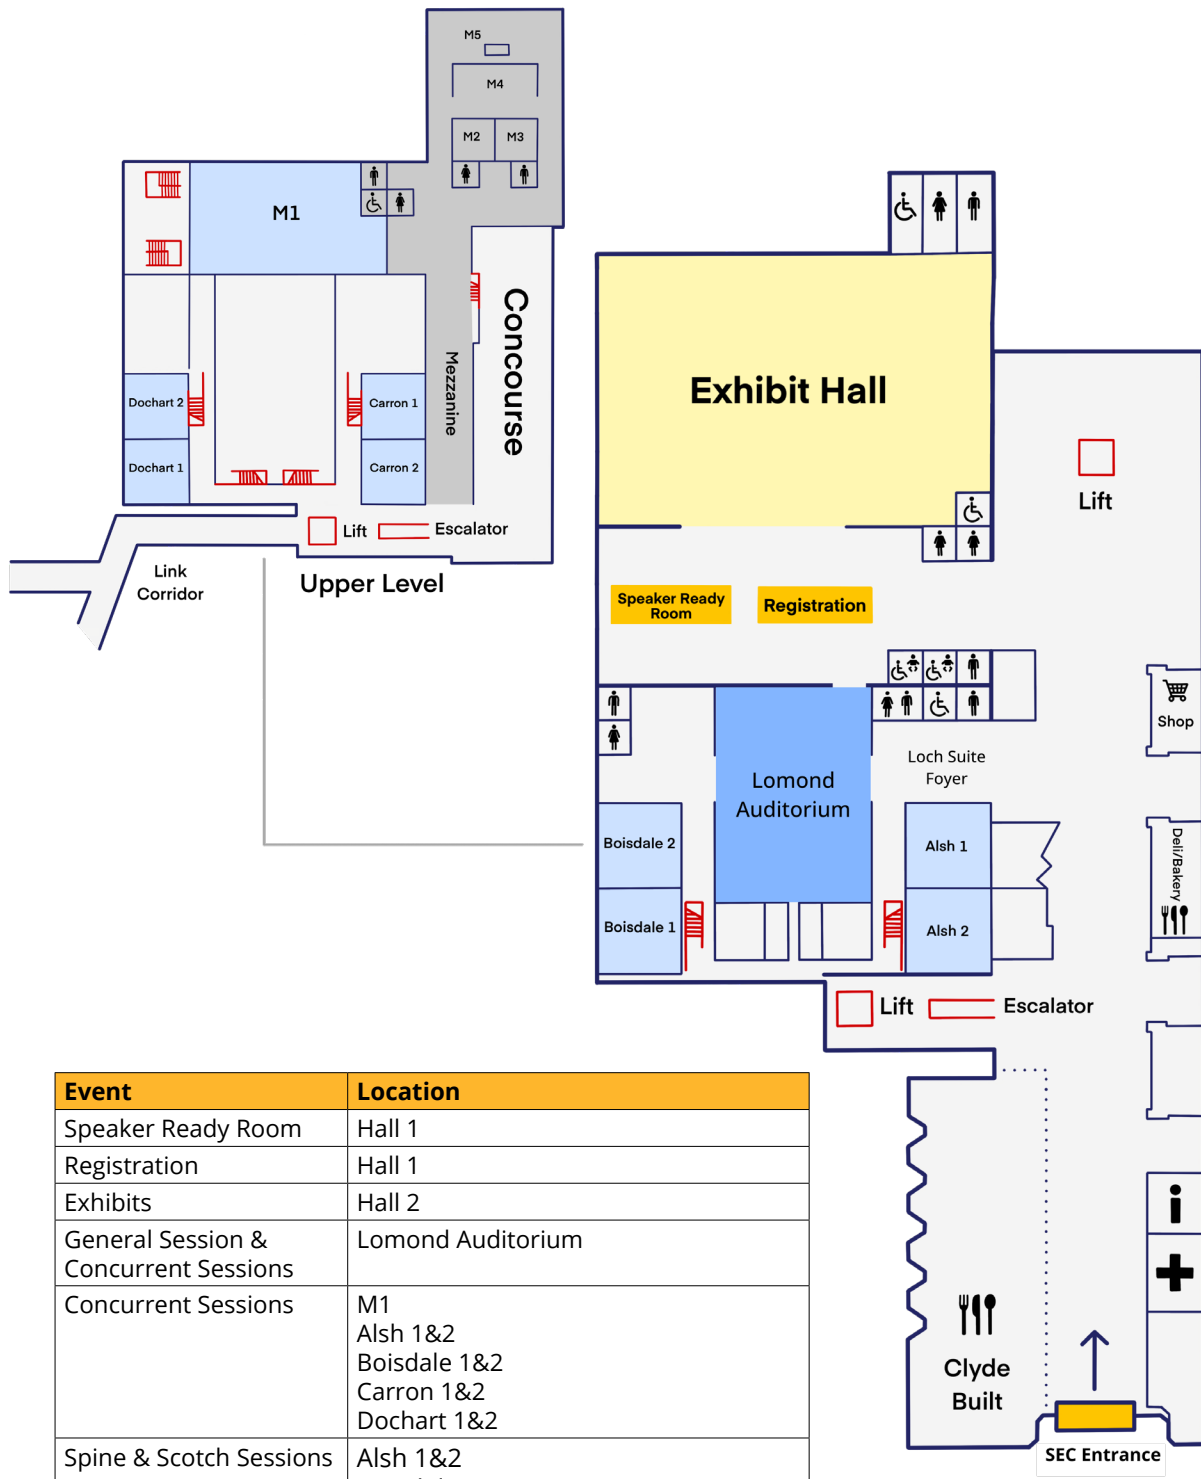 M5
M4
M2
M3
M1
Concourse
Mezzanine
Dochart 2
Carron 1
Dochart 1
Carron 2
Lift
Escalator
Link
Corridor
Upper Level
Exhibit Hall
Lift
Speaker Ready
Room
Registration
Shop
Loch Suite
Foyer
Lomond
Auditorium
Boisdale 2
Alsh 1
Deli/Bakery
Boisdale 1
Alsh 2
Lift
Escalator
Event Location
Speaker Ready Room Hall 1
Registration Hall 1
Exhibits Hall 2
General Session & Lomond Auditorium
Concurrent Sessions
Concurrent Sessions M1
Alsh 1&2
Boisdale 1&2
Carron 1&2
Dochart 1&2
Spine & Scotch Sessions Alsh 1&2
i
Clyde
Built
SEC Entrance